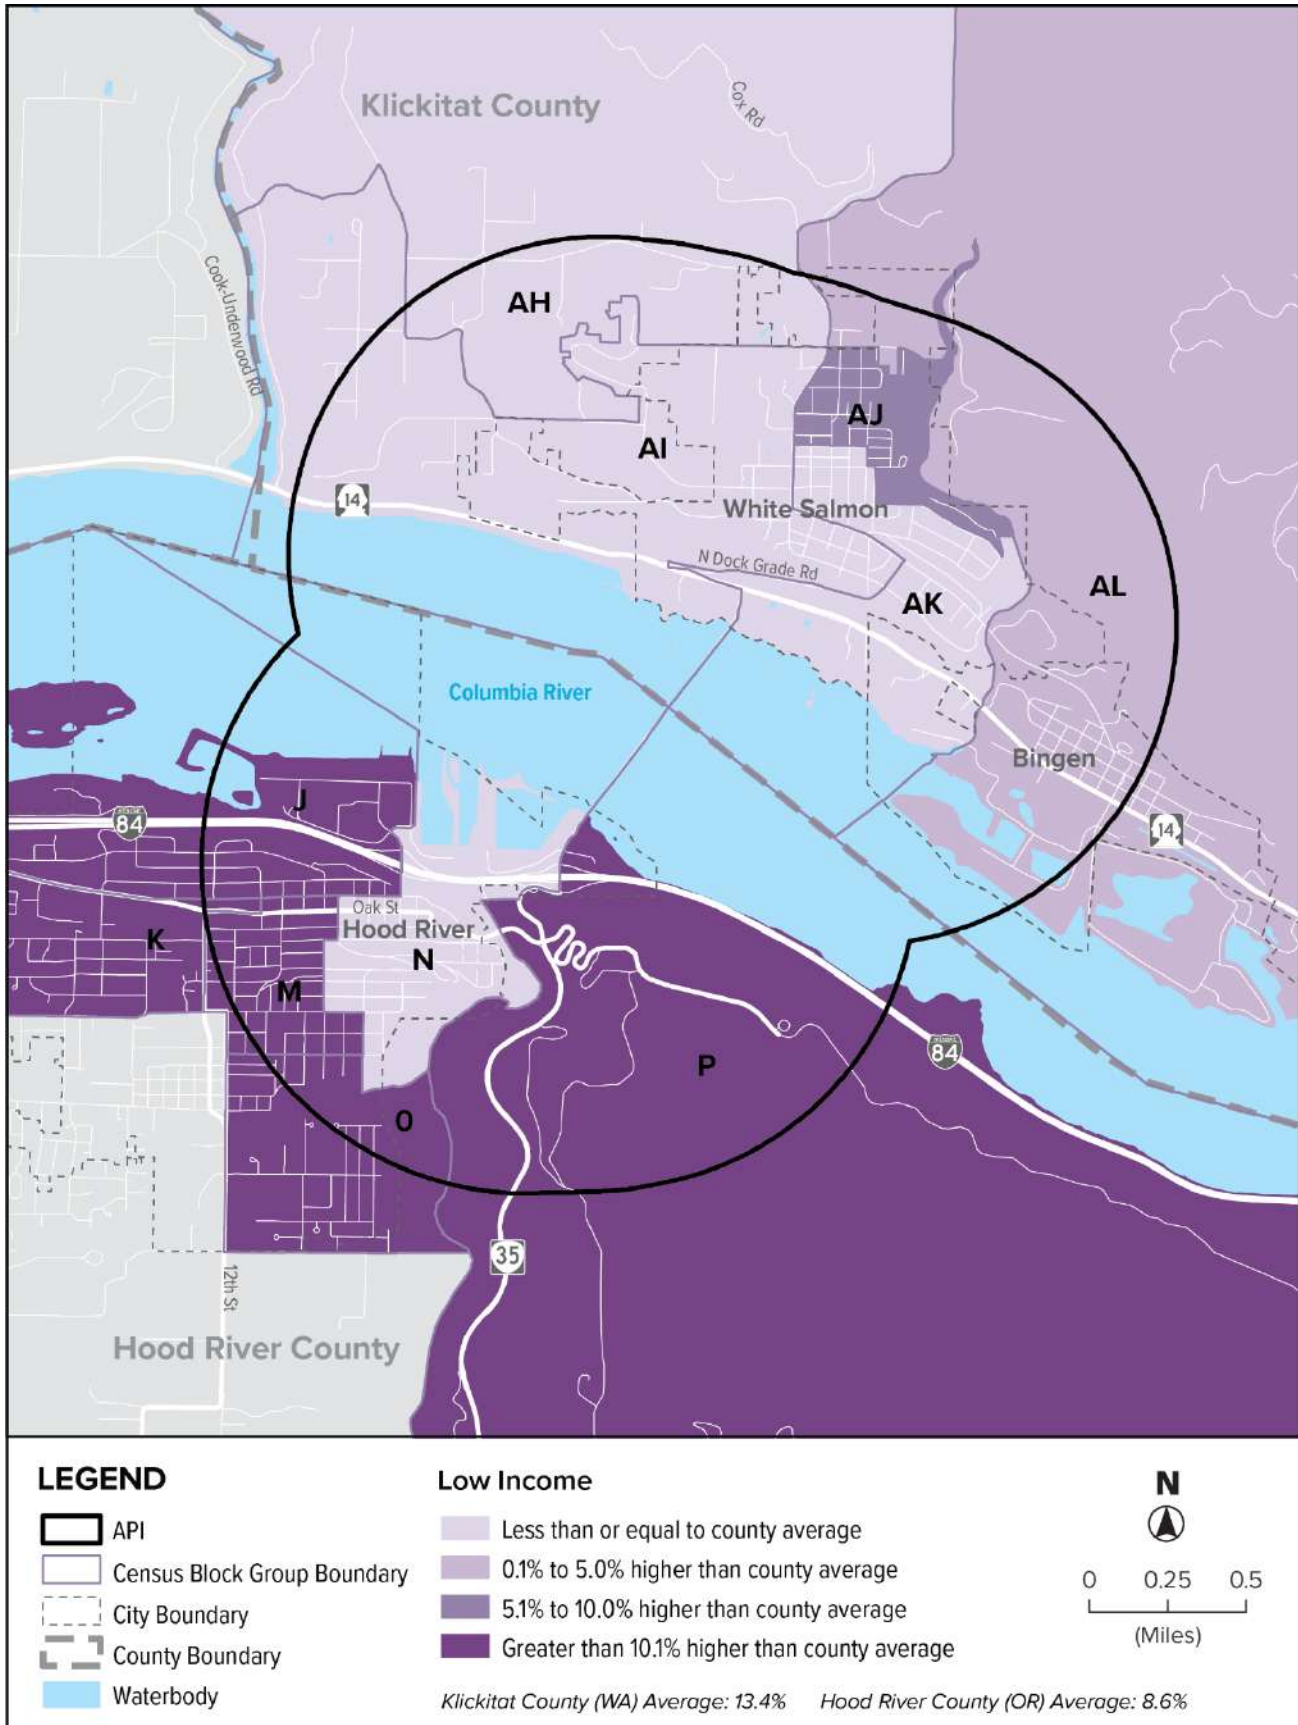 Klickitat County
Cox Rd
Cook-Underwood Rd
AH
AJ
AI
14
White Salmon
N Dock Grade Rd
AL
AK
Columbia River
Bingen
J
84
14
Oak St
Hood River
K
N
M
84
P
O
35
12th St
Hood River County
LEGEND
API
Census Block Group Boundary
City Boundary
County Boundary
Waterbody
Low Income
Less than or equal to county average
0.1% to 5.0% higher than county average
5.1% to 10.0% higher than county average
Greater than 10.1% higher than county average
Klickitat County (WA) Average: 13.4% Hood River County (OR) Average: 8.6%
N
0 0.25 0.5
(Miles)